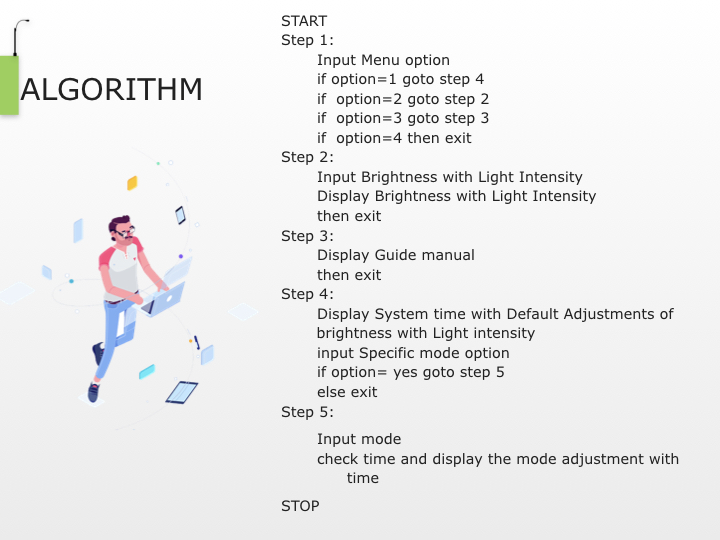 ALGORITHM
START
Step 1:
Input Menu option
if option=1 goto step 4
if  option=2 goto step 2
if  option=3 goto step 3
if  option=4 then exit
Step 2:
Input Brightness with Light Intensity
Display Brightness with Light Intensity
then exit
Step 3:
Display Guide manual
then exit
Step 4:
Display System time with Default Adjustments of
brightness with Light intensity
input Specific mode option
if option= yes goto step 5
else exit
Step 5:
Input mode
check time and display the mode adjustment with
time
STOP